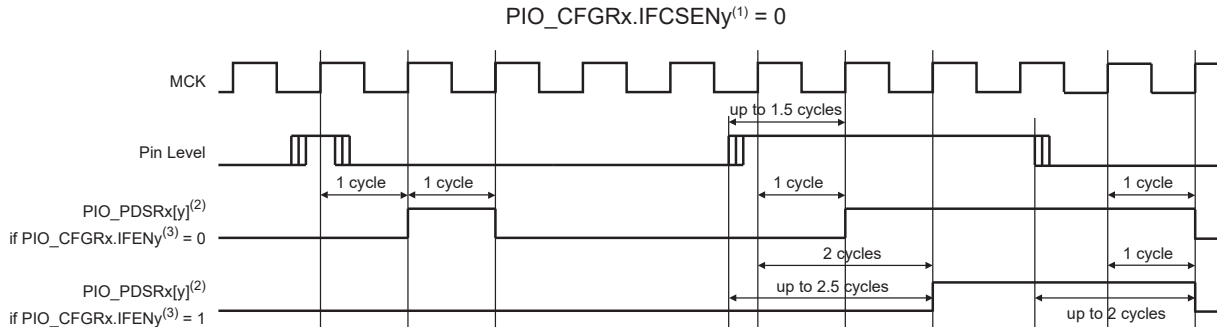 PIO_CFGRx.IFCSENy(1) = 0
MCK
up to 1.5 cycles
Pin Level
1 cycle 1 cycle 1 cycle 1 cycle
PIO_PDSRx[y](2)
if PIO_CFGRx.IFENy(3) = 0
2 cycles 1 cycle
PIO_PDSRx[y](2)
up to 2.5 cycles up to 2 cycles
if PIO_CFGRx.IFENy(3) = 1